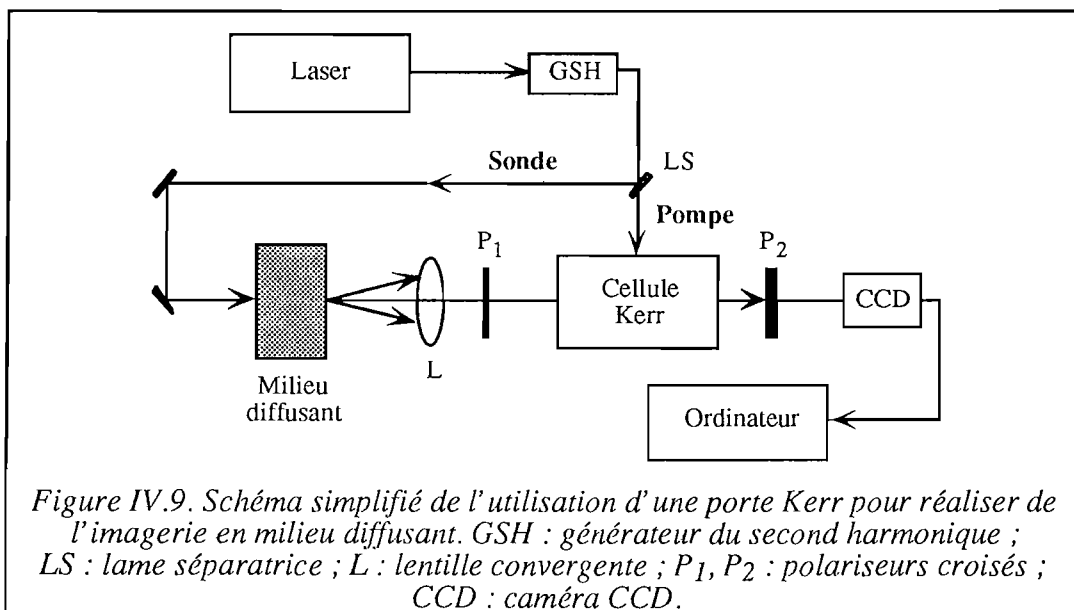 Laser
GSH
Sonde
LS
Pompe
P1
P2
Cellule
Kerr
CCD
L
Milieu
diffusant
Ordinateur
Figure IV.9. Schéma simplifié de l'utilisation d'une porte Kerr pour réaliser de
l'imagerie en milieu diffusant. GSH : générateur du second harmonique ;
LS : lame séparatrice ; L : lentille convergente ; P1, P2 : polariseurs croisés ;
CCD : caméra CCD.